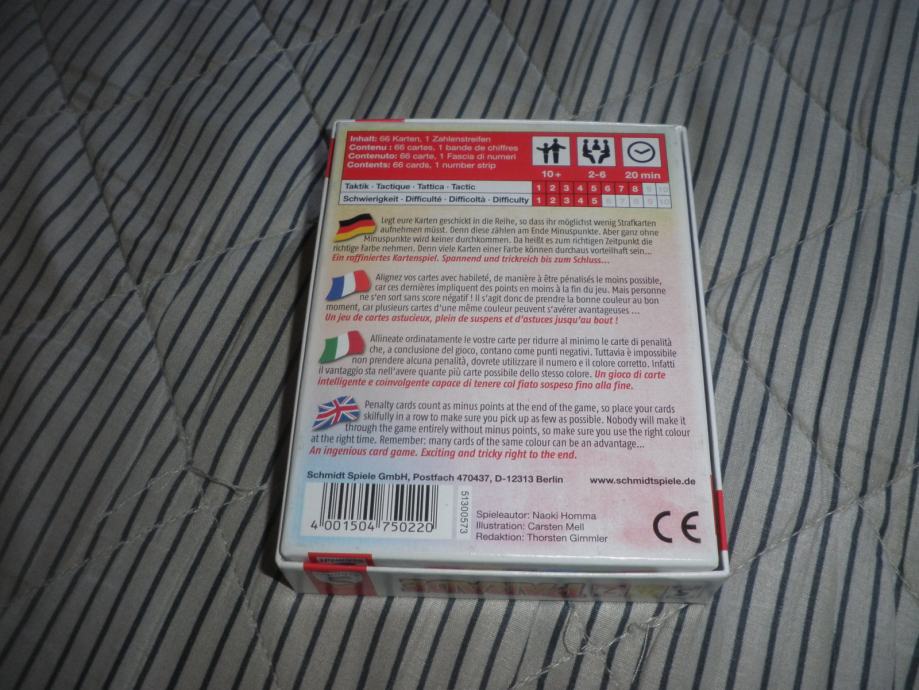 Inhalt: 66 Karten, 1 Zahlenstreifen
Contenu : 66 cartes, 1 bande de chiffres
Contenuto: 66 carte, 1 Fascia di numeri
Contents: 66 cards, 1 number strip
10+ 2-6 20 min
Taktik · Tactique · Tattica · Tactic 1 2 3 4 5 6 7 8 9 10
Schwierigkeit · Difficulté · Difficoltà · Difficulty 1 2 3 4 5 6 7 8 9 10
Legt eure Karten geschickt in die Reihe, so dass ihr möglichst wenig Strafkarten
aufnehmen müsst. Denn diese zählen am Ende Minuspunkte. Aber ganz ohne
Minuspunkte wird keiner durchkommen. Da heißt es zum richtigen Zeitpunkt die
richtige Farbe nehmen. Denn viele Karten einer Farbe können durchaus vorteilhaft sein...
Ein raffiniertes Kartenspiel. Spannend und trickreich bis zum Schluss...
Alignez vos cartes avec habileté, de manière à être pénalisés le moins possible,
car ces dernières impliquent des points en moins à la fin du jeu. Mais personne
ne s'en sort sans score négatif ! Il s'agit donc de prendre la bonne couleur au bon
moment, car plusieurs cartes d'une même couleur peuvent s'avérer avantageuses ...
Un jeu de cartes astucieux, plein de suspens et d'astuces jusqu'au bout !
Allineate ordinatamente le vostre carte per ridurre al minimo le carte di penalità
che, a conclusione del gioco, contano come punti negativi. Tuttavia è impossibile
non prendere alcuna penalità, dovrete utilizzare il numero e il colore corretto. Infatti
il vantaggio sta nell'avere quante più carte possibile dello stesso colore. Un gioco di carte
intelligente e coinvolgente capace di tenere col fiato sospeso fino alla fine.
Penalty cards count as minus points at the end of the game, so place your cards
skilfully in a row to make sure you pick up as few as possible. Nobody will make it
through the game entirely without minus points, so make sure you use the right colour
at the right time. Remember: many cards of the same colour can be an advantage...
An ingenious card game. Exciting and tricky right to the end.
Schmidt Spiele GmbH, Postfach 470437, D-12313 Berlin www.schmidtspiele.de
4 001504 750220
51300573
Spieleautor: Naoki Homma
Illustration: Carsten Mell
Redaktion: Thorsten Gimmler
CE